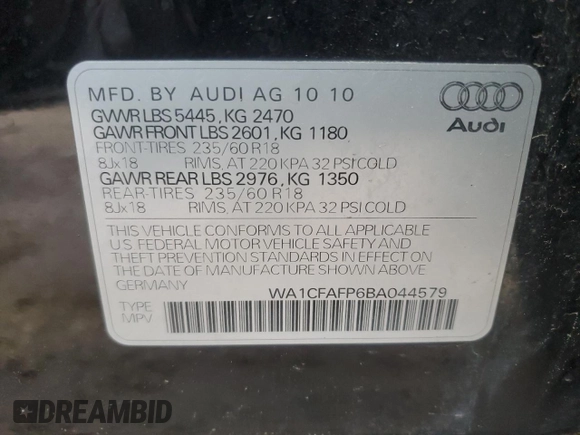 MFD. BY AUDI AG 10 10
GVWR LBS 5445, KG 2470
GAWR FRONT LBS 2601, KG 1180
FRONT-TIRES 235/60 R18
8Jx18 RIMS, AT 220 KPA 32 PSI COLD
GAWR REAR LBS 2976, KG 1350
REAR-TIRES 235/60 R18
8Jx18 RIMS, AT 220 KPA 32 PSI COLD
Audi
THIS VEHICLE CONFORMS TO ALL APPLICABLE
U S FEDERAL MOTOR VEHICLE SAFETY AND
THEFT PREVENTION STANDARDS IN EFFECT ON
THE DATE OF MANUFACTURE SHOWN ABOVE.
GERMANY WA1CFAFP6BA044579
TYPE
MPV
DREAMBID